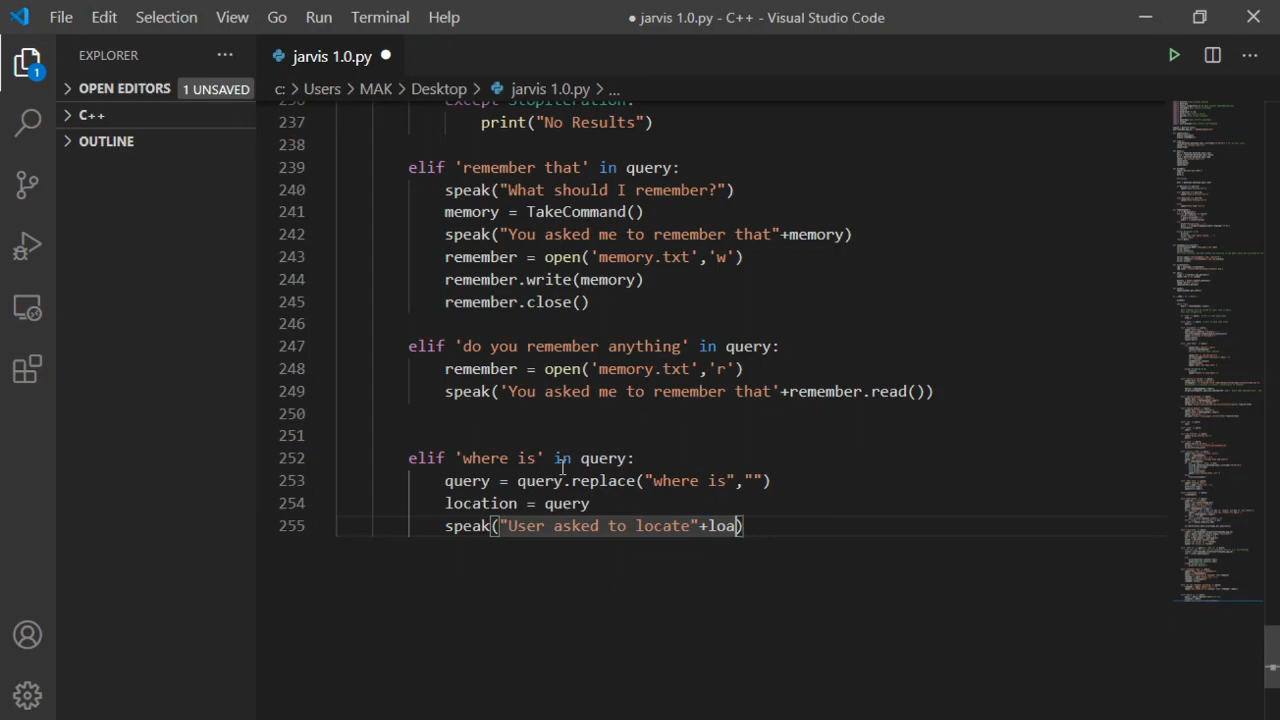 File Edit Selection View Go Run Terminal Help ● jarvis 1.0.py - C++ - Visual Studio Code
EXPLORER ··· jarvis 1.0.py ●
OPEN EDITORS 1 UNSAVED
c: > Users > MAK > Desktop > jarvis 1.0.py > ...
C++
OUTLINE
1
236 except StopIteration:
237 print("No Results")
238
239 elif 'remember that' in query:
240 speak("What should I remember?")
241 memory = TakeCommand()
242 speak("You asked me to remember that"+memory)
243 remember = open('memory.txt','w')
244 remember.write(memory)
245 remember.close()
246
247 elif 'do you remember anything' in query:
248 remember = open('memory.txt','r')
249 speak('You asked me to remember that'+remember.read())
250
251
252 elif 'where is' in query:
253 query = query.replace("where is","")
254 location = query
255 speak("User asked to locate"+loa)